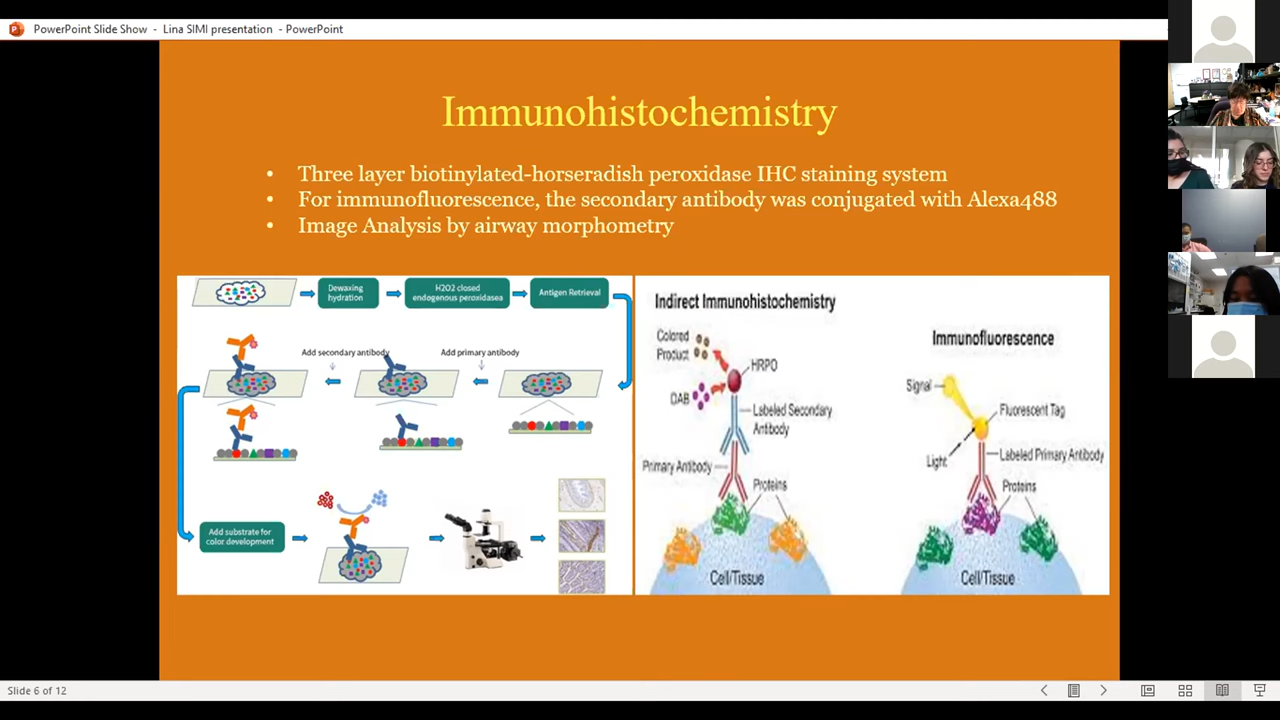 PowerPoint Slide Show - Lina SIMI presentation - PowerPoint
Immunohistochemistry
• Three layer biotinylated-horseradish peroxidase IHC staining system
• For immunofluorescence, the secondary antibody was conjugated with Alexa488
• Image Analysis by airway morphometry
Dewaxing
hydration
H2O2 closed
endogenous peroxidasea
Antigen Retrieval
Add secondary antibody
Add primary antibody
Add substrate for
color development
Indirect Immunohistochemistry
Colored
Product
HRPO
DAB
Labeled Secondary
Antibody
Primary Antibody
Proteins
Cell/Tissue
Immunofluorescence
Signal
Fluorescent Tag
Light
Labeled Primary Antibody
Proteins
Cell/Tissue
Slide 6 of 12